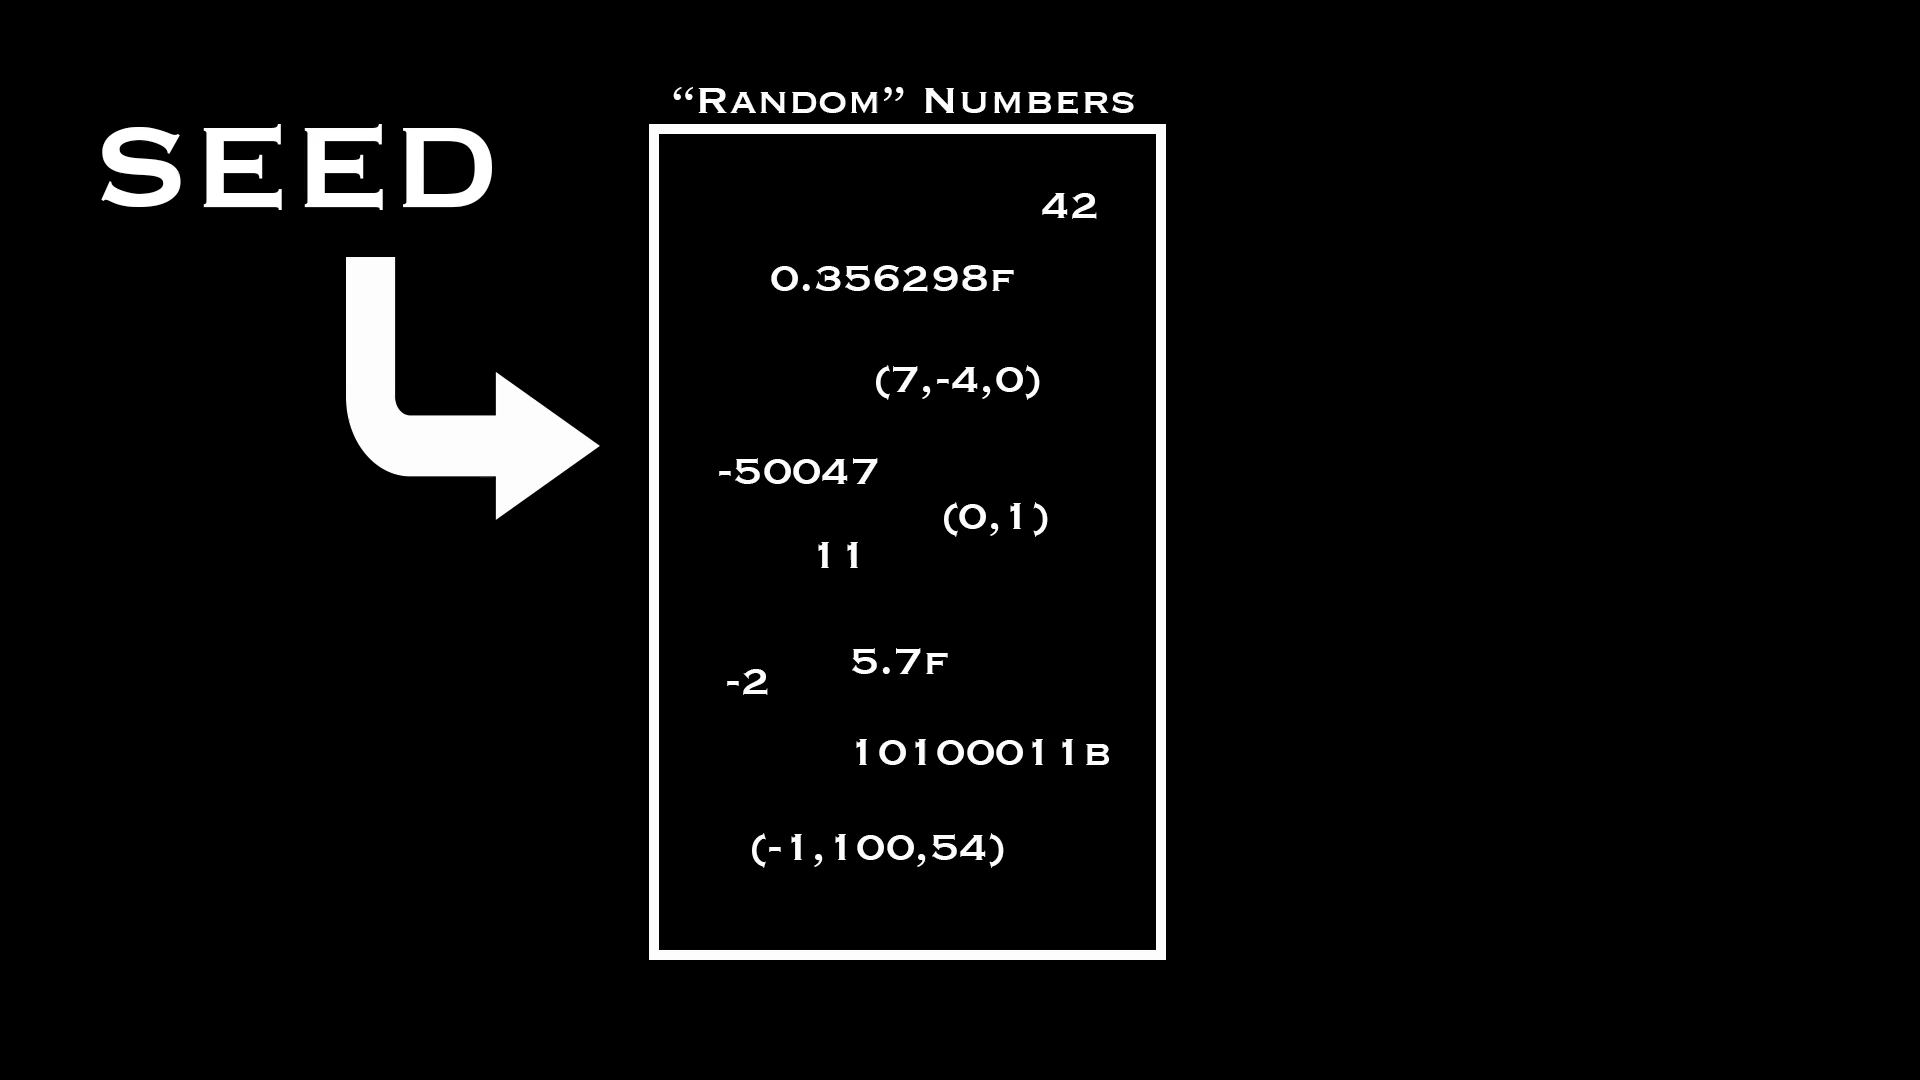 SEED
“RANDOM” NUMBERS
42
0.356298F
(7,-4,0)
-50047
(0,1)
11
5.7F
-2
10100011B
(-1,100,54)